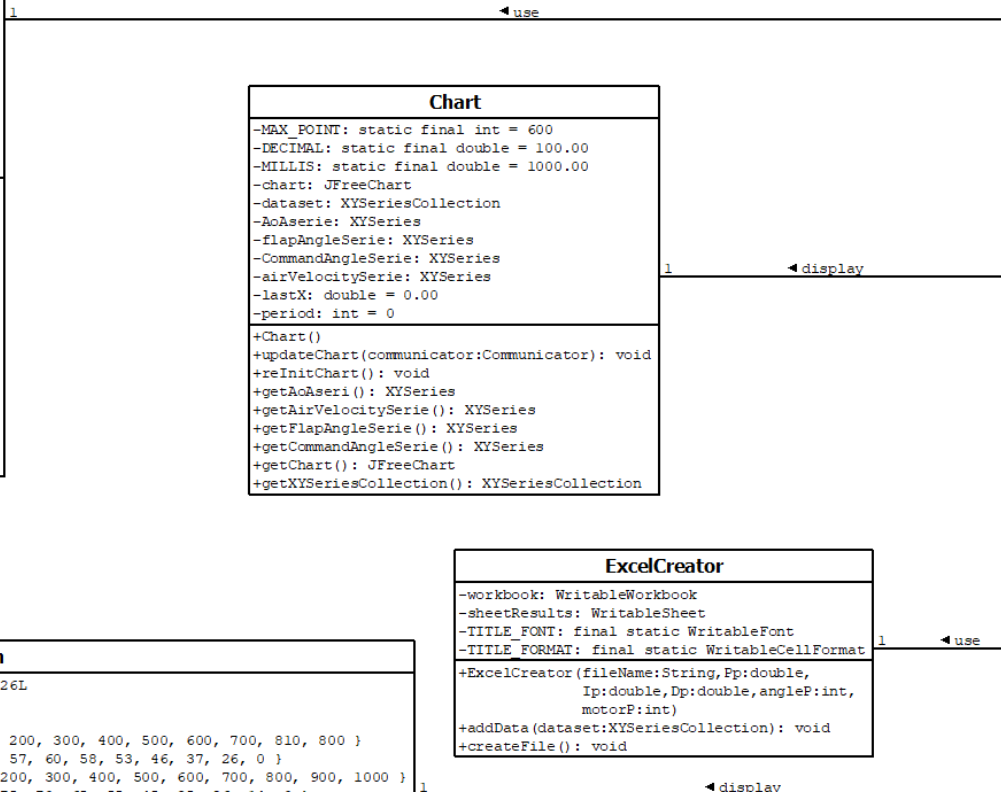 1
◄ use
Chart
-MAX_POINT: static final int = 600
-DECIMAL: static final double = 100.00
-MILLIS: static final double = 1000.00
-chart: JFreeChart
-dataset: XYSeriesCollection
-AoAserie: XYSeries
-flapAngleSerie: XYSeries
-CommandAngleSerie: XYSeries
-airVelocitySerie: XYSeries
-lastX: double = 0.00
-period: int = 0
+Chart()
+updateChart(communicator:Communicator): void
+reInitChart(): void
+getAoAseri(): XYSeries
+getAirVelocitySerie(): XYSeries
+getFlapAngleSerie(): XYSeries
+getCommandAngleSerie(): XYSeries
+getChart(): JFreeChart
+getXYSeriesCollection(): XYSeriesCollection
1
◄ display
ExcelCreator
-workbook: WritableWorkbook
-sheetResults: WritableSheet
-TITLE_FONT: final static WritableFont
-TITLE_FORMAT: final static WritableCellFormat
+ExcelCreator(fileName:String,Pp:double,
Ip:double,Dp:double,angleP:int,
motorP:int)
+addData(dataset:XYSeriesCollection): void
+createFile(): void
1
◄ use
26L
200, 300, 400, 500, 600, 700, 810, 800 }
57, 60, 58, 53, 46, 37, 26, 0 }
200, 300, 400, 500, 600, 700, 800, 900, 1000 }
1
◄ display